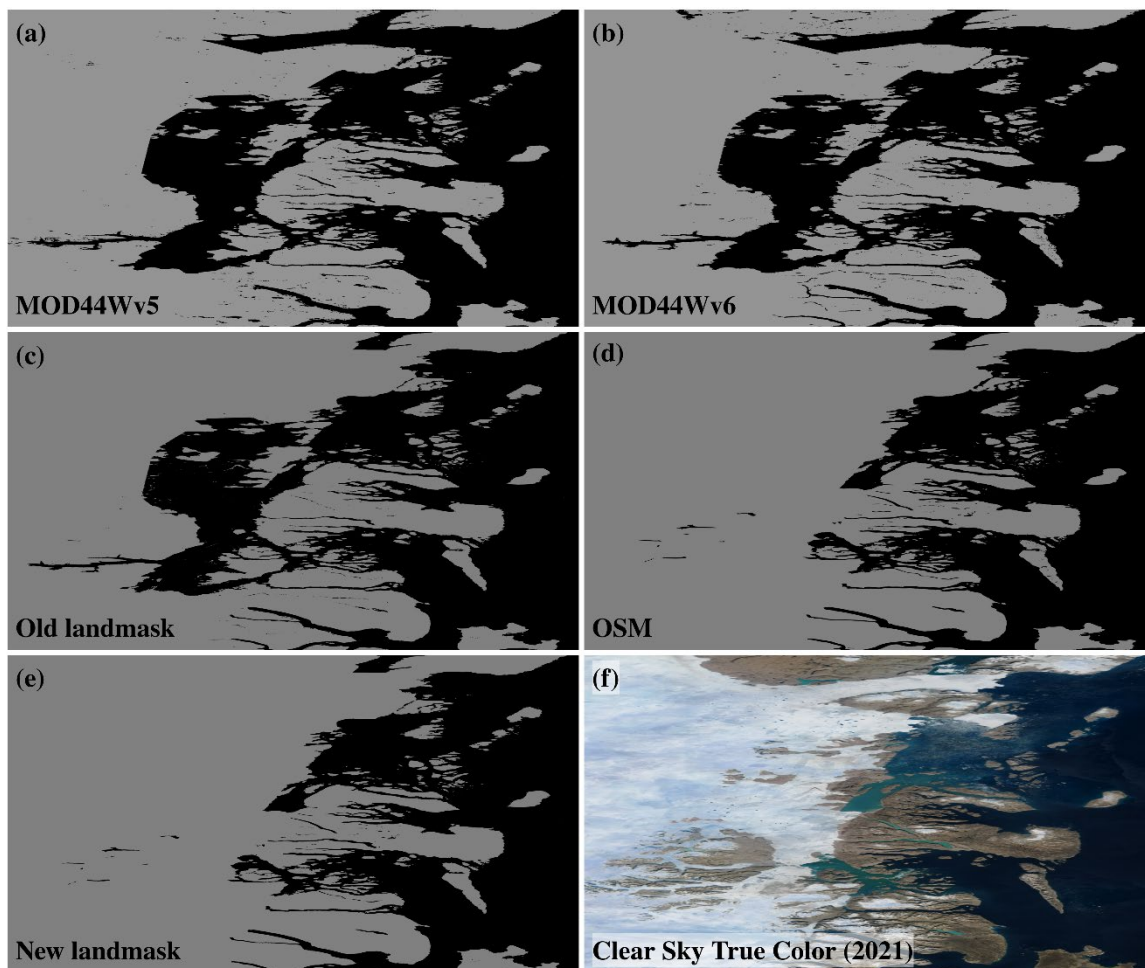 (a)
MOD44Wv5
(b)
MOD44Wv6
(c)
Old landmask
(d)
OSM
(e)
New landmask
(f)
Clear Sky True Color (2021)